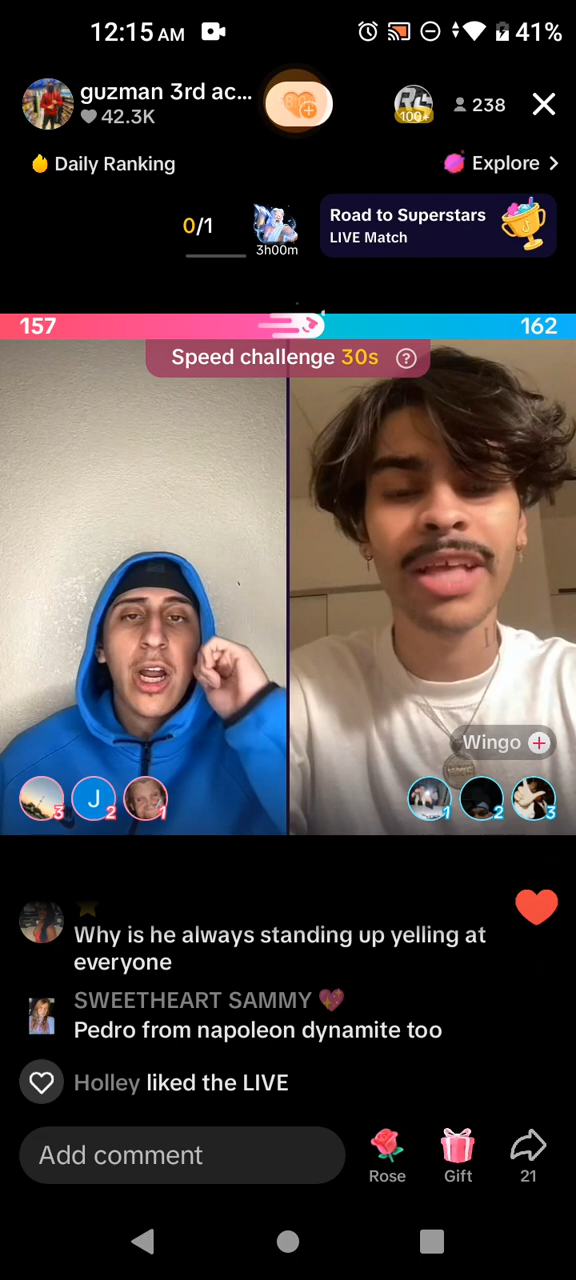 12:15 AM
41%
guzman 3rd ac...
42.3K
100+
238
Daily Ranking
Explore
0/1
3h00m
Road to Superstars
LIVE Match
157
162
Speed challenge 30s
?
Wingo
3
J
2
1
1
2
3
Why is he always standing up yelling at
everyone
SWEETHEART SAMMY 💖
Pedro from napoleon dynamite too
Holley liked the LIVE
Add comment
Rose
Gift
21